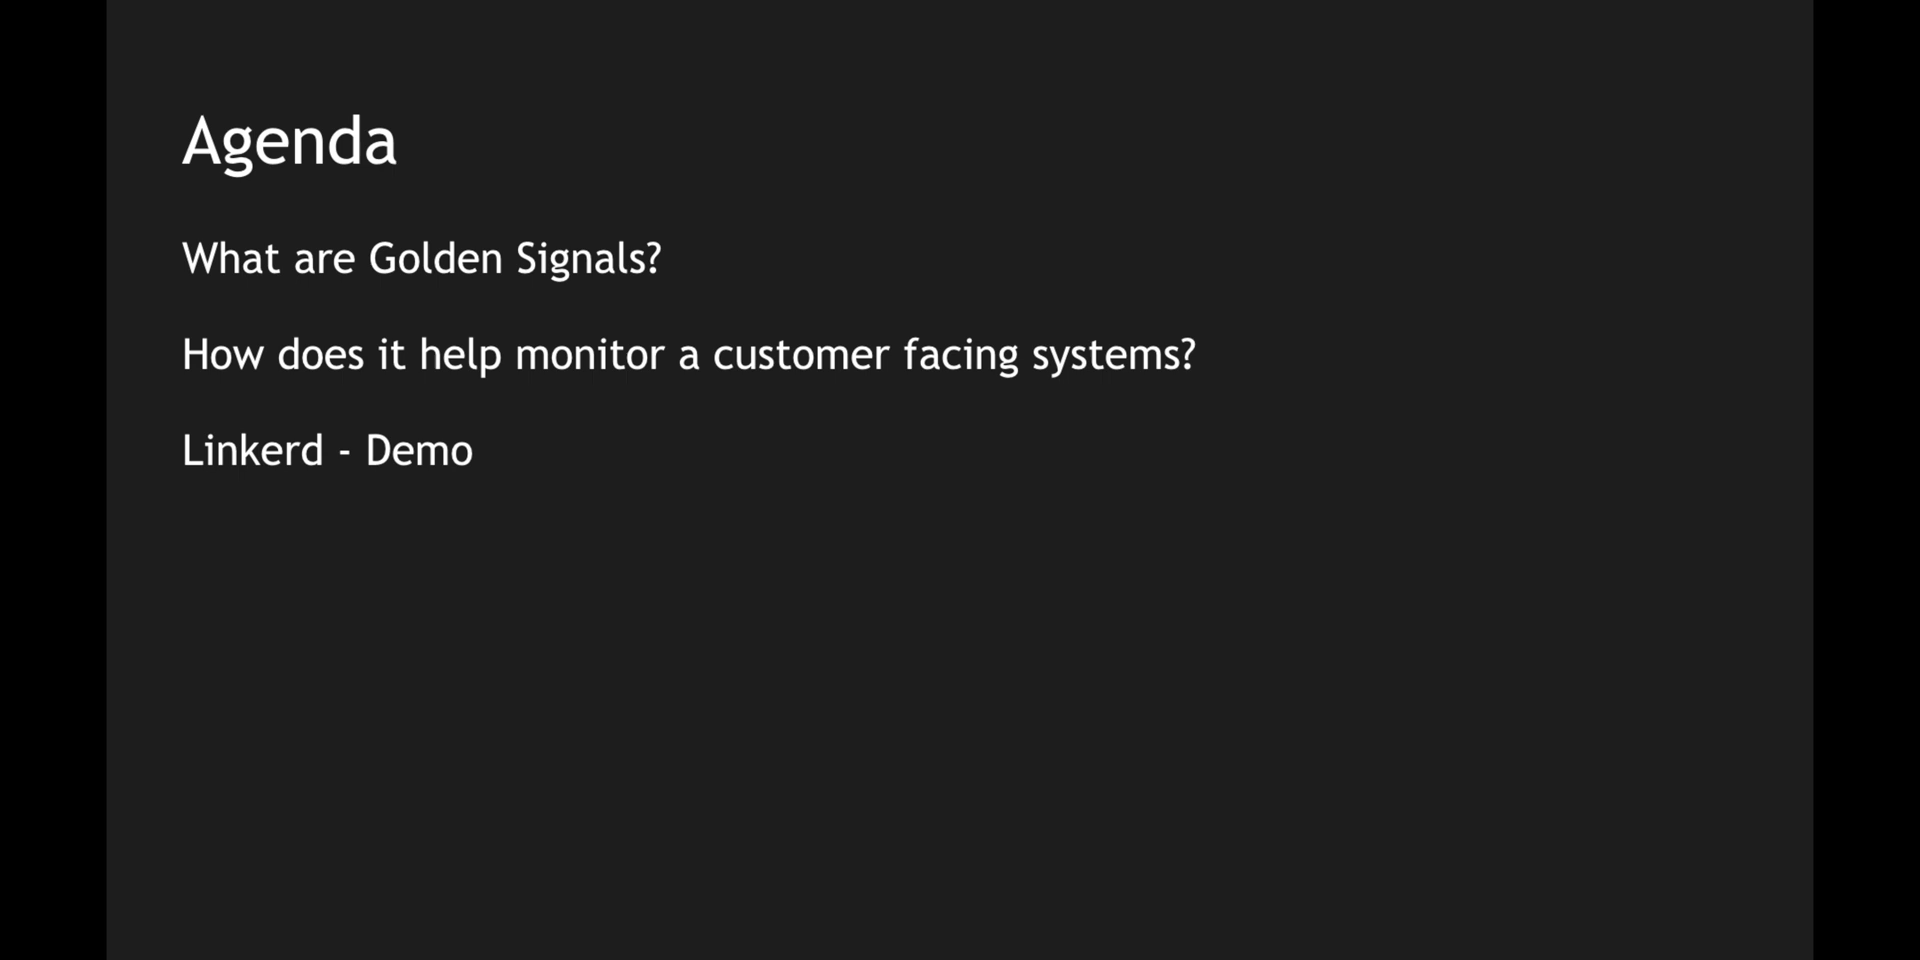 Agenda
What are Golden Signals?
How does it help monitor a customer facing systems?
Linkerd - Demo